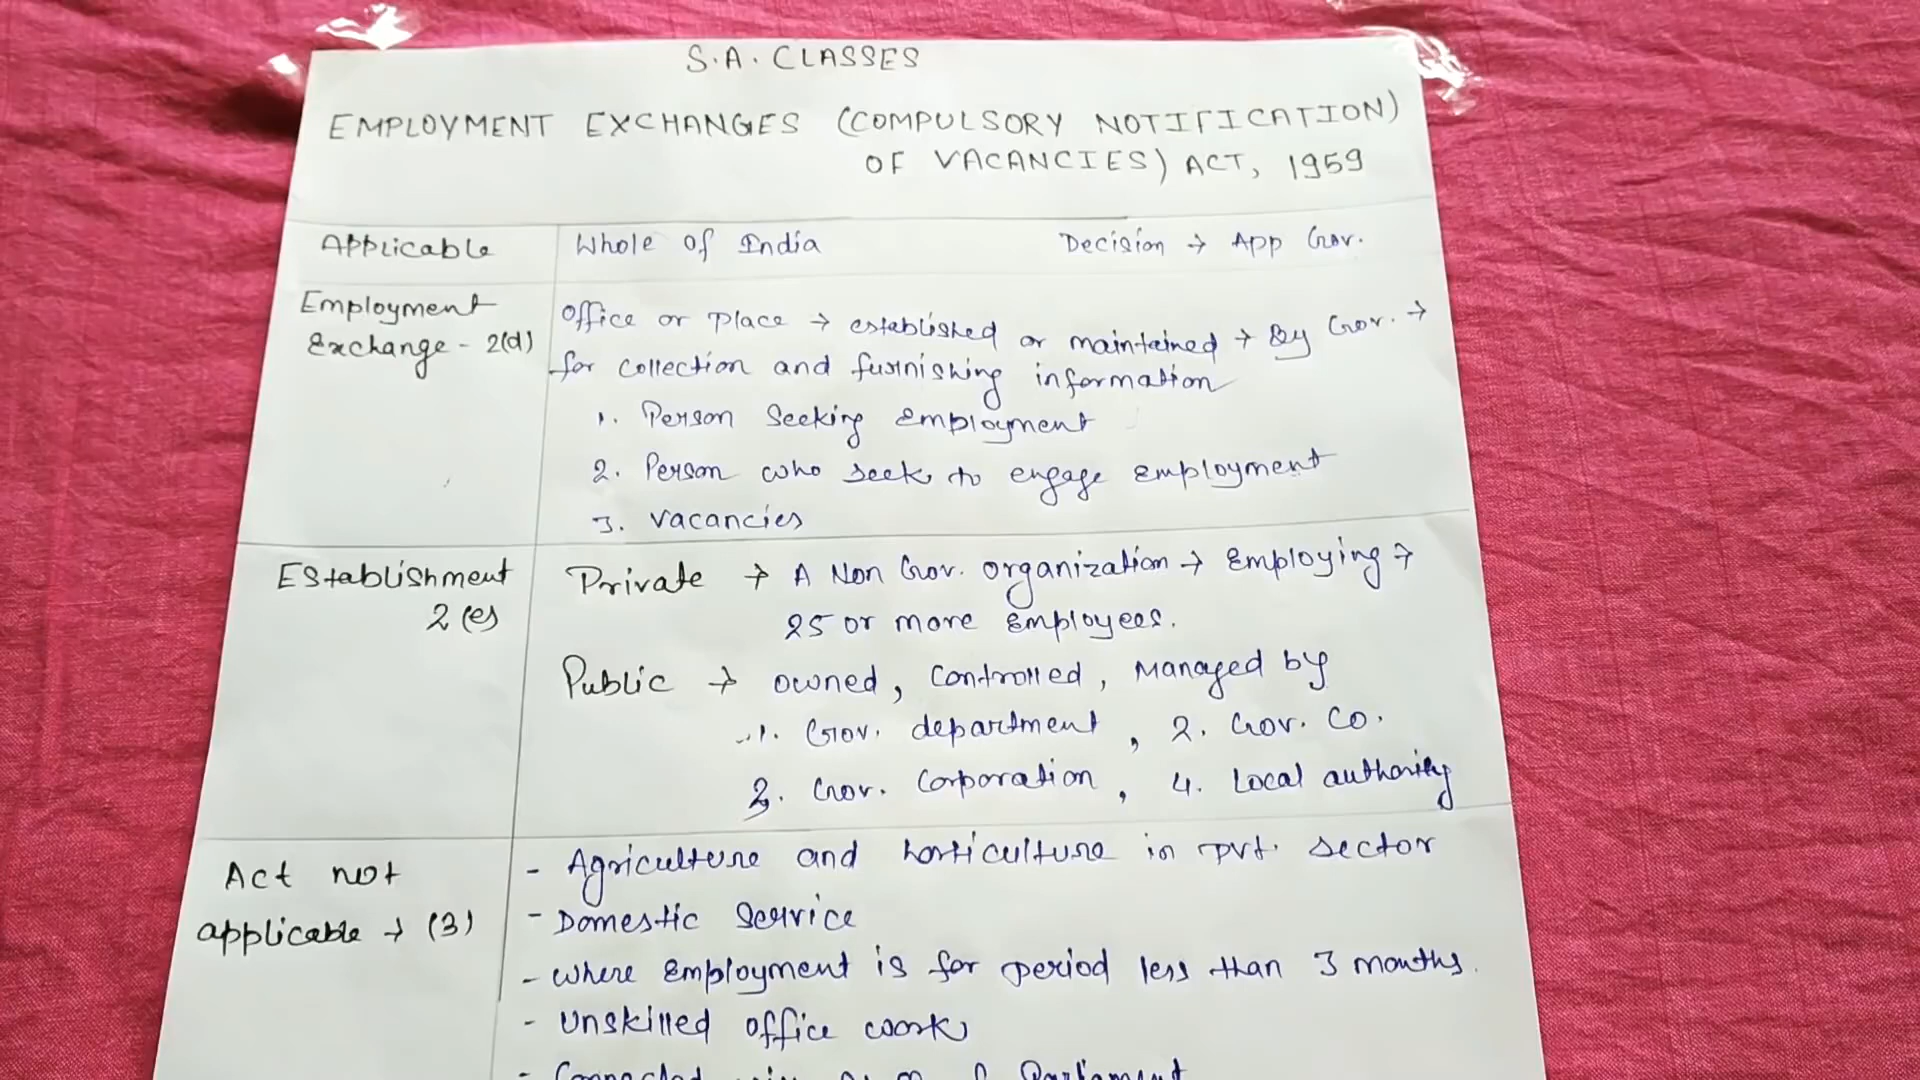 S.A. CLASSES
EMPLOYMENT EXCHANGES (COMPULSORY NOTIFICATION)
OF VACANCIES) ACT, 1959
Applicable Whole of India Decision → App Gov.
Employment Exchange - 2(d)
Office or place → established or maintained → By Gov. →
for collection and furnishing information
1. Person Seeking Employment
2. Person who seek to engage employment
3. Vacancies
Establishment 2(e)
Private → A Non Gov. organization → Employing →
25 or more Employees.
Public → owned, controlled, Managed by
1. Gov. department, 2. Gov. Co.
3. Gov. Corporation, 4. Local authority
Act not applicable → (3)
- Agriculture and horticulture in pvt. sector
- Domestic Service
- where Employment is for period less than 3 months.
- Unskilled office work
- Connected Parliament